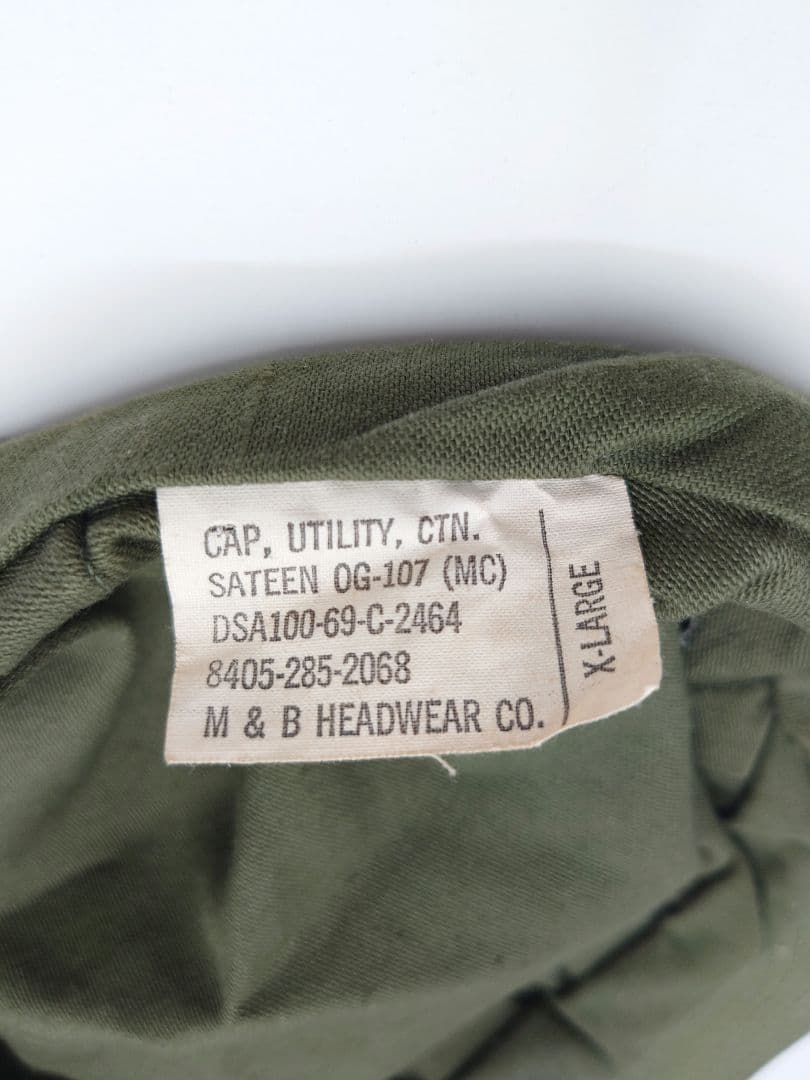 CAP, UTILITY, CTN.
SATEEN OG-107 (MC)
DSA100-69-C-2464
8405-285-2068
M & B HEADWEAR CO.
X-LARGE